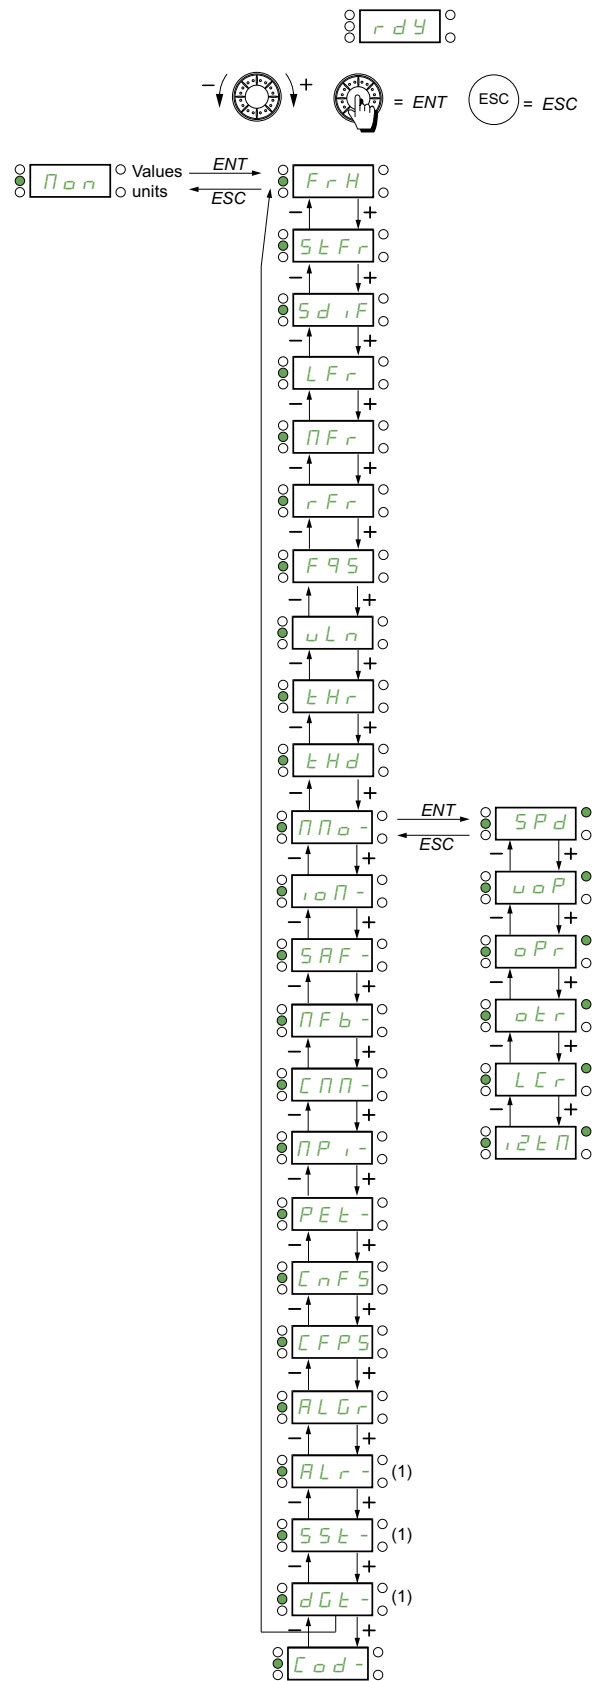 rdY
− + = ENT ESC = ESC
Mon Values units ENT ESC FrH
− +
StFr
− +
SdiF
− +
LFr
− +
MFr
− +
rFr
− +
Fq5
− +
uLn
− +
tHr
− +
tHd
− +
MMo- ENT ESC SPd
− +
ioM-
− +
SAF-
− +
MFb-
− +
CMM-
− +
MPi-
− +
PEt-
− +
CnFS
− +
CFPS
− +
ALGr
− +
ALr- (1)
− +
SSt- (1)
− +
dGt- (1)
− +
Cod-
− +
uoP
− +
oPr
− +
otr
− +
LCr
− +
i2tM